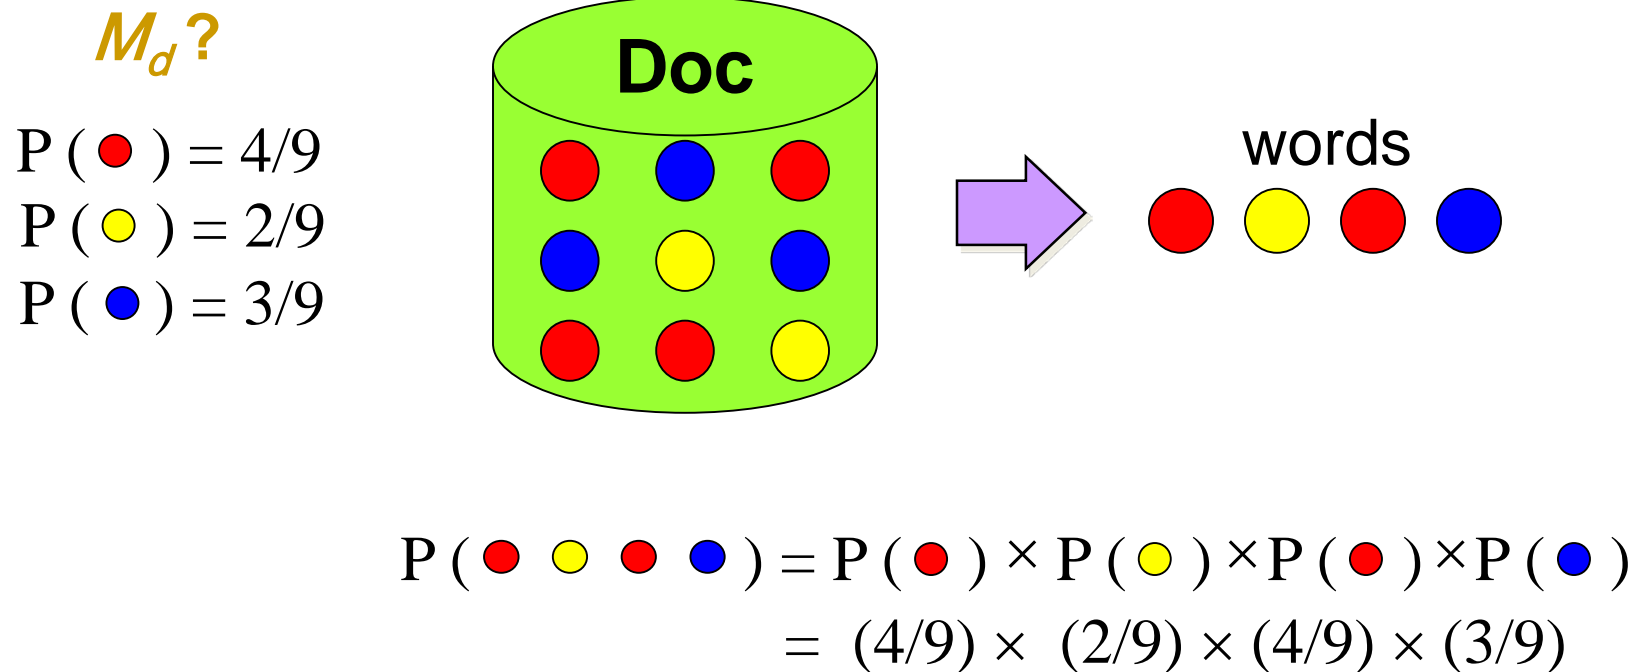 M_d ?
Doc
P ( ) = 4/9
P ( ) = 2/9
P ( ) = 3/9
words
P ( ) = P ( ) × P ( ) × P ( ) × P ( )
= (4/9) × (2/9) × (4/9) × (3/9)